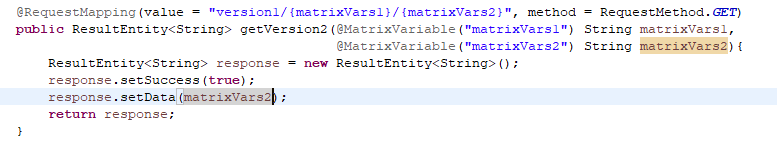 @RequestMapping(value = "version1/{matrixVars1}/{matrixVars2}", method = RequestMethod.GET)
public ResultEntity<String> getVersion2(@MatrixVariable("matrixVars1") String matrixVars1,
@MatrixVariable("matrixVars2") String matrixVars2){
ResultEntity<String> response = new ResultEntity<String>();
response.setSuccess(true);
response.setData(matrixVars2);
return response;
}